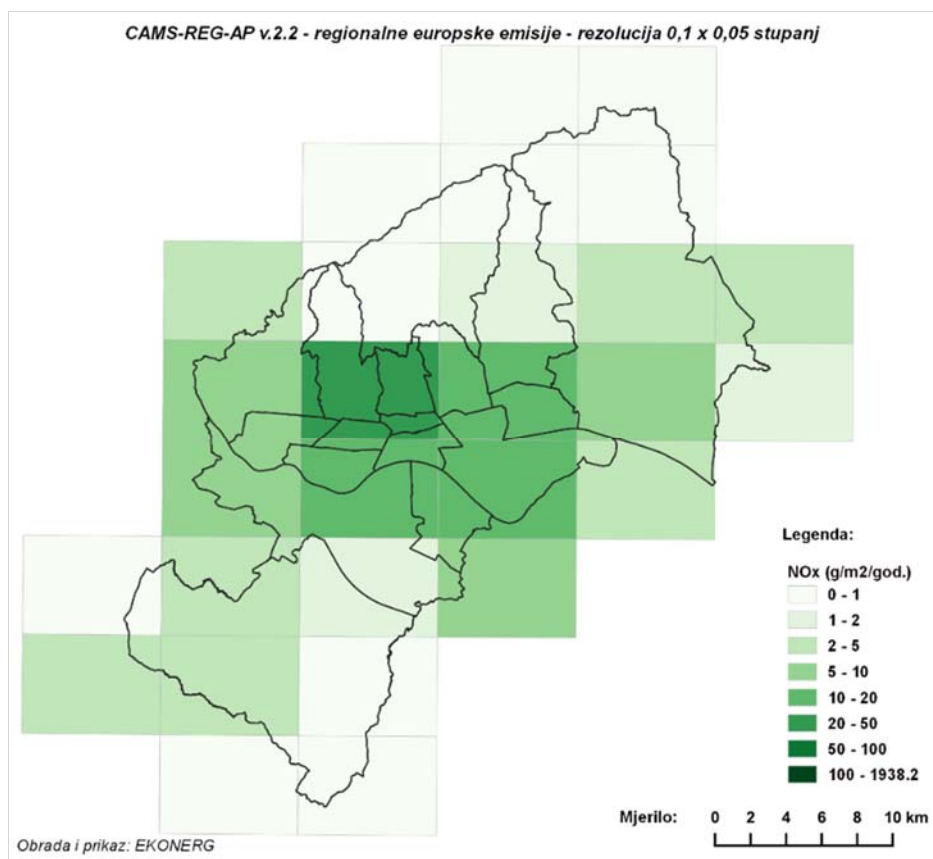 CAMS-REG-AP v.2.2 - regionalne europske emisije - rezolucija 0,1 x 0,05 stupanj
Legenda:
NOx (g/m2/god.)
0 - 1
1 - 2
2 - 5
5 - 10
10 - 20
20 - 50
50 - 100
100 - 1938.2
Mjerilo:
0 2 4 6 8 10 km
Obrada i prikaz: EKONERG